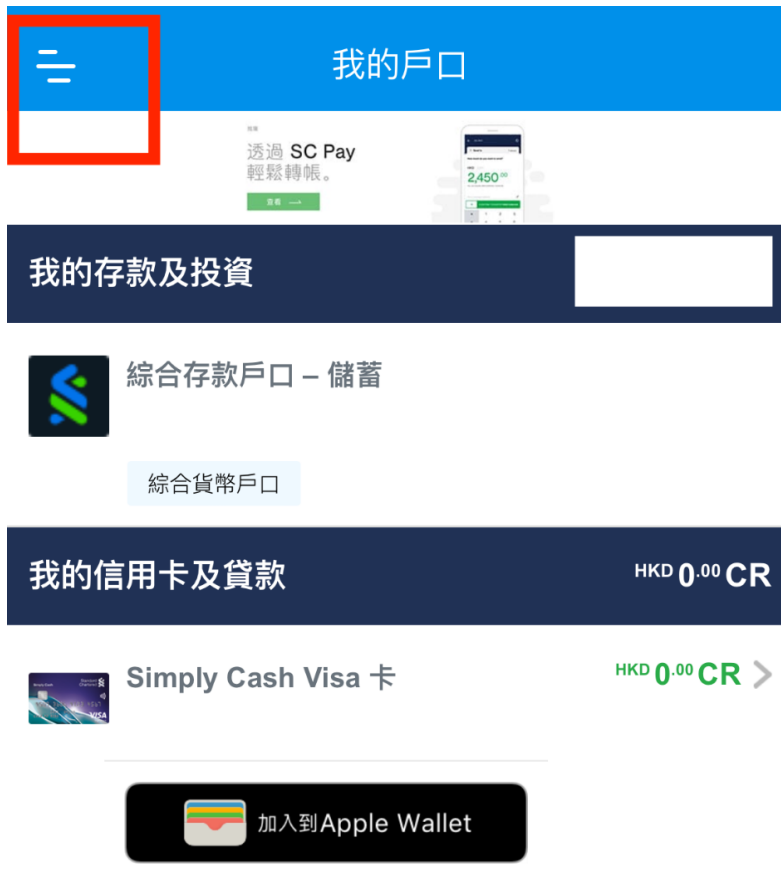 我的戶口
透過 SC Pay
輕鬆轉帳。
查看
2,450.00
我的存款及投資
綜合存款戶口 – 儲蓄
綜合貨幣戶口
我的信用卡及貸款
HKD 0.00 CR
Simply Cash Visa 卡
HKD 0.00 CR
VISA
加入到Apple Wallet